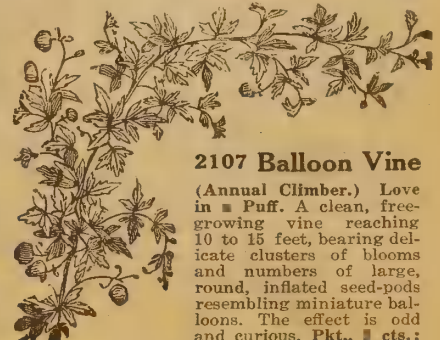 2107 Balloon Vine
(Annual Climber.) Love
in Puff. A clean, free-
growing vine reaching
10 to 15 feet, bearing del-
icate clusters of blooms
and numbers of large,
round, inflated seed-pods
resembling miniature bal-
loons. The effect is odd
and curious. Pkt., cts.;